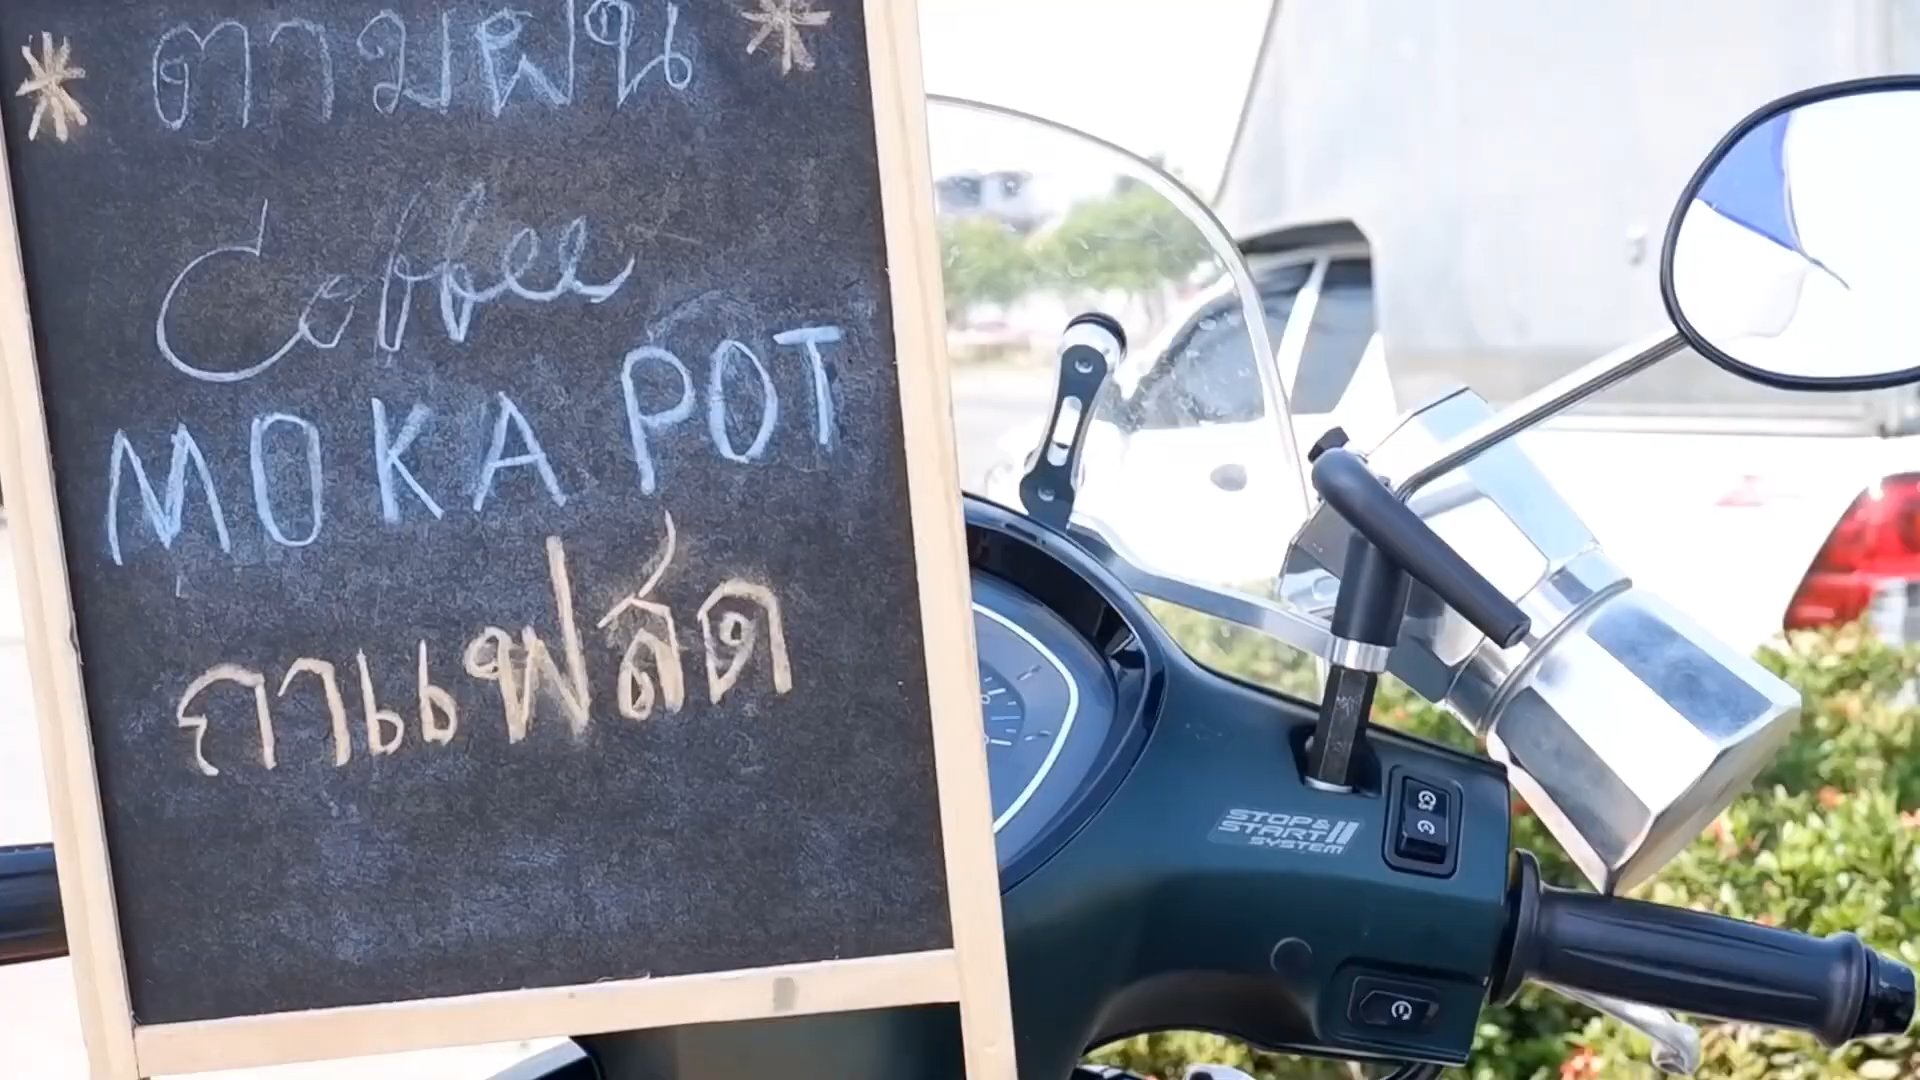 * ตามฝัน *
Coffee
MOKA POT
กาแฟสด
STOP &
START II
SYSTEM